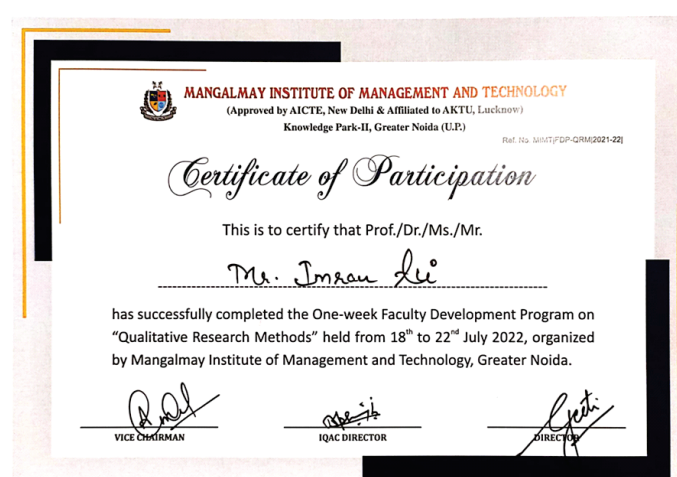 MANGALMAY INSTITUTE OF MANAGEMENT AND TECHNOLOGY
(Approved by AICTE, New Delhi & Affiliated to AKTU, Lucknow)
Knowledge Park-II, Greater Noida (U.P.)
Ref. No. MIMT|FDP-QRM|2021-22|
Certificate of Participation
This is to certify that Prof./Dr./Ms./Mr.
Mr. Imran
has successfully completed the One-week Faculty Development Program on
“Qualitative Research Methods” held from 18th to 22nd July 2022, organized
by Mangalmay Institute of Management and Technology, Greater Noida.
VICE CHAIRMAN
IQAC DIRECTOR
DIRECTOR